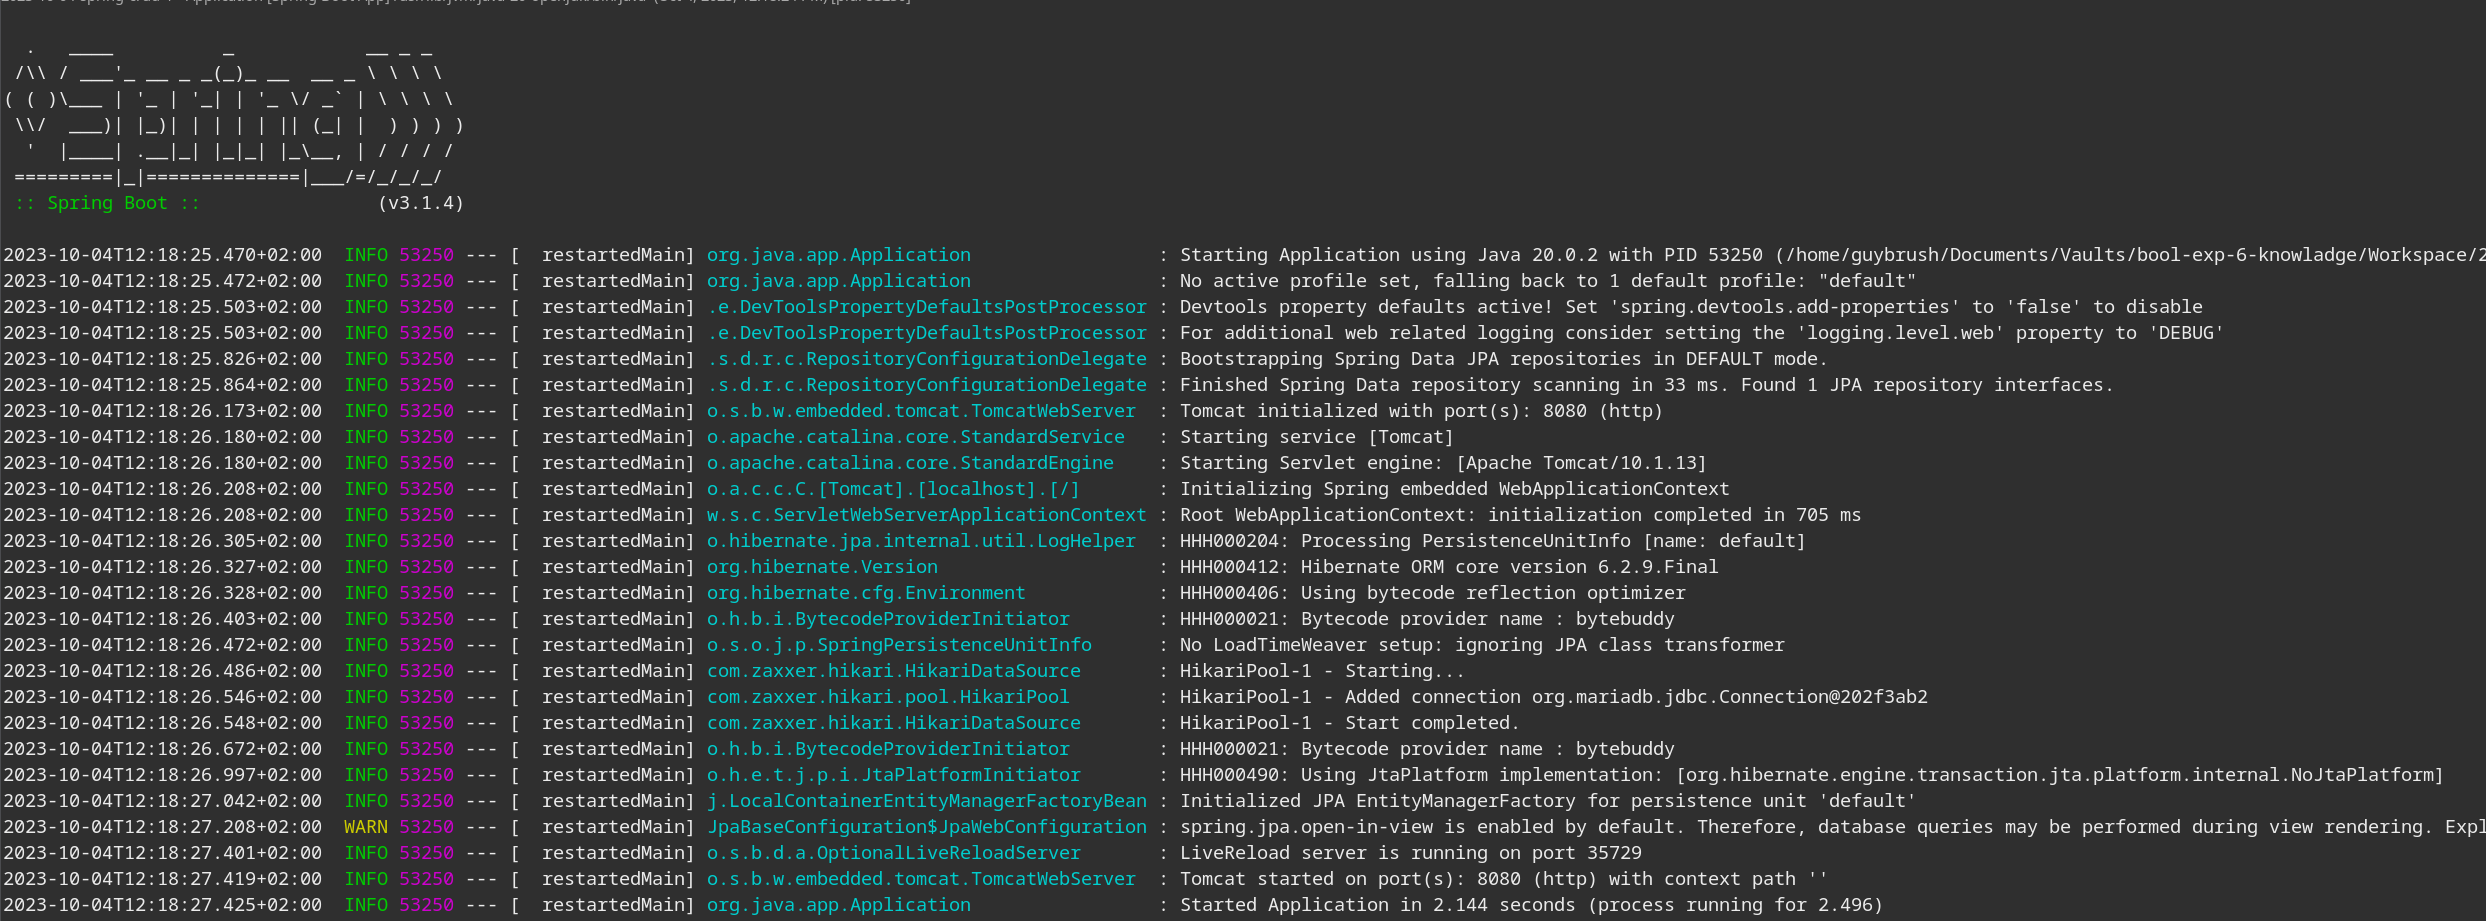 .   ____          _            __ _ _
 /\\ / ___'_ __ _ _(_)_ __  __ _ \ \ \ \
( ( )\___ | '_ | '_| | '_ \/ _` | \ \ \ \
 \\/  ___)| |_)| | | | | || (_| |  ) ) ) )
  '  |____| .__|_| |_|_| |_\__, | / / / /
 =========|_|==============|___/=/_/_/_/
 :: Spring Boot ::                (v3.1.4)
2023-10-04T12:18:25.470+02:00  INFO 53250 --- [  restartedMain] org.java.app.Application                 : Starting Application using Java 20.0.2 with PID 53250 (/home/guybrush/Documents/Vaults/bool-exp-6-knowladge/Workspace/2
2023-10-04T12:18:25.472+02:00  INFO 53250 --- [  restartedMain] org.java.app.Application                 : No active profile set, falling back to 1 default profile: "default"
2023-10-04T12:18:25.503+02:00  INFO 53250 --- [  restartedMain] .e.DevToolsPropertyDefaultsPostProcessor : Devtools property defaults active! Set 'spring.devtools.add-properties' to 'false' to disable
2023-10-04T12:18:25.503+02:00  INFO 53250 --- [  restartedMain] .e.DevToolsPropertyDefaultsPostProcessor : For additional web related logging consider setting the 'logging.level.web' property to 'DEBUG'
2023-10-04T12:18:25.826+02:00  INFO 53250 --- [  restartedMain] .s.d.r.c.RepositoryConfigurationDelegate : Bootstrapping Spring Data JPA repositories in DEFAULT mode.
2023-10-04T12:18:25.864+02:00  INFO 53250 --- [  restartedMain] .s.d.r.c.RepositoryConfigurationDelegate : Finished Spring Data repository scanning in 33 ms. Found 1 JPA repository interfaces.
2023-10-04T12:18:26.173+02:00  INFO 53250 --- [  restartedMain] o.s.b.w.embedded.tomcat.TomcatWebServer  : Tomcat initialized with port(s): 8080 (http)
2023-10-04T12:18:26.180+02:00  INFO 53250 --- [  restartedMain] o.apache.catalina.core.StandardService   : Starting service [Tomcat]
2023-10-04T12:18:26.180+02:00  INFO 53250 --- [  restartedMain] o.apache.catalina.core.StandardEngine    : Starting Servlet engine: [Apache Tomcat/10.1.13]
2023-10-04T12:18:26.208+02:00  INFO 53250 --- [  restartedMain] o.a.c.c.C.[Tomcat].[localhost].[/]       : Initializing Spring embedded WebApplicationContext
2023-10-04T12:18:26.208+02:00  INFO 53250 --- [  restartedMain] w.s.c.ServletWebServerApplicationContext : Root WebApplicationContext: initialization completed in 705 ms
2023-10-04T12:18:26.305+02:00  INFO 53250 --- [  restartedMain] o.hibernate.jpa.internal.util.LogHelper  : HHH000204: Processing PersistenceUnitInfo [name: default]
2023-10-04T12:18:26.327+02:00  INFO 53250 --- [  restartedMain] org.hibernate.Version                    : HHH000412: Hibernate ORM core version 6.2.9.Final
2023-10-04T12:18:26.328+02:00  INFO 53250 --- [  restartedMain] org.hibernate.cfg.Environment            : HHH000406: Using bytecode reflection optimizer
2023-10-04T12:18:26.403+02:00  INFO 53250 --- [  restartedMain] o.h.b.i.BytecodeProviderInitiator        : HHH000021: Bytecode provider name : bytebuddy
2023-10-04T12:18:26.472+02:00  INFO 53250 --- [  restartedMain] o.s.o.j.p.SpringPersistenceUnitInfo      : No LoadTimeWeaver setup: ignoring JPA class transformer
2023-10-04T12:18:26.486+02:00  INFO 53250 --- [  restartedMain] com.zaxxer.hikari.HikariDataSource       : HikariPool-1 - Starting...
2023-10-04T12:18:26.546+02:00  INFO 53250 --- [  restartedMain] com.zaxxer.hikari.pool.HikariPool        : HikariPool-1 - Added connection org.mariadb.jdbc.Connection@202f3ab2
2023-10-04T12:18:26.548+02:00  INFO 53250 --- [  restartedMain] com.zaxxer.hikari.HikariDataSource       : HikariPool-1 - Start completed.
2023-10-04T12:18:26.672+02:00  INFO 53250 --- [  restartedMain] o.h.b.i.BytecodeProviderInitiator        : HHH000021: Bytecode provider name : bytebuddy
2023-10-04T12:18:26.997+02:00  INFO 53250 --- [  restartedMain] o.h.e.t.j.p.i.JtaPlatformInitiator       : HHH000490: Using JtaPlatform implementation: [org.hibernate.engine.transaction.jta.platform.internal.NoJtaPlatform]
2023-10-04T12:18:27.042+02:00  INFO 53250 --- [  restartedMain] j.LocalContainerEntityManagerFactoryBean : Initialized JPA EntityManagerFactory for persistence unit 'default'
2023-10-04T12:18:27.208+02:00  WARN 53250 --- [  restartedMain] JpaBaseConfiguration$JpaWebConfiguration : spring.jpa.open-in-view is enabled by default. Therefore, database queries may be performed during view rendering. Expl
2023-10-04T12:18:27.401+02:00  INFO 53250 --- [  restartedMain] o.s.b.d.a.OptionalLiveReloadServer       : LiveReload server is running on port 35729
2023-10-04T12:18:27.419+02:00  INFO 53250 --- [  restartedMain] o.s.b.w.embedded.tomcat.TomcatWebServer  : Tomcat started on port(s): 8080 (http) with context path ''
2023-10-04T12:18:27.425+02:00  INFO 53250 --- [  restartedMain] org.java.app.Application                 : Started Application in 2.144 seconds (process running for 2.496)